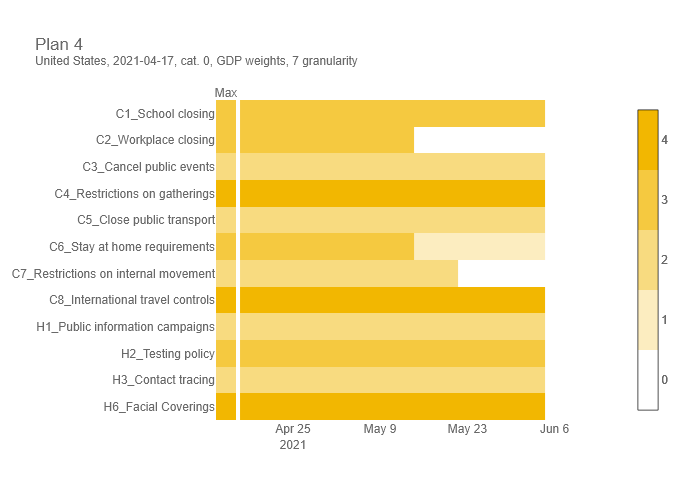 Plan 4
United States, 2021-04-17, cat. 0, GDP weights, 7 granularity
Max
C1_School closing
C2_Workplace closing
C3_Cancel public events
C4_Restrictions on gatherings
C5_Close public transport
C6_Stay at home requirements
C7_Restrictions on internal movement
C8_International travel controls
H1_Public information campaigns
H2_Testing policy
H3_Contact tracing
H6_Facial Coverings
Apr 25 May 9 May 23 Jun 6
2021
4
3
2
1
0